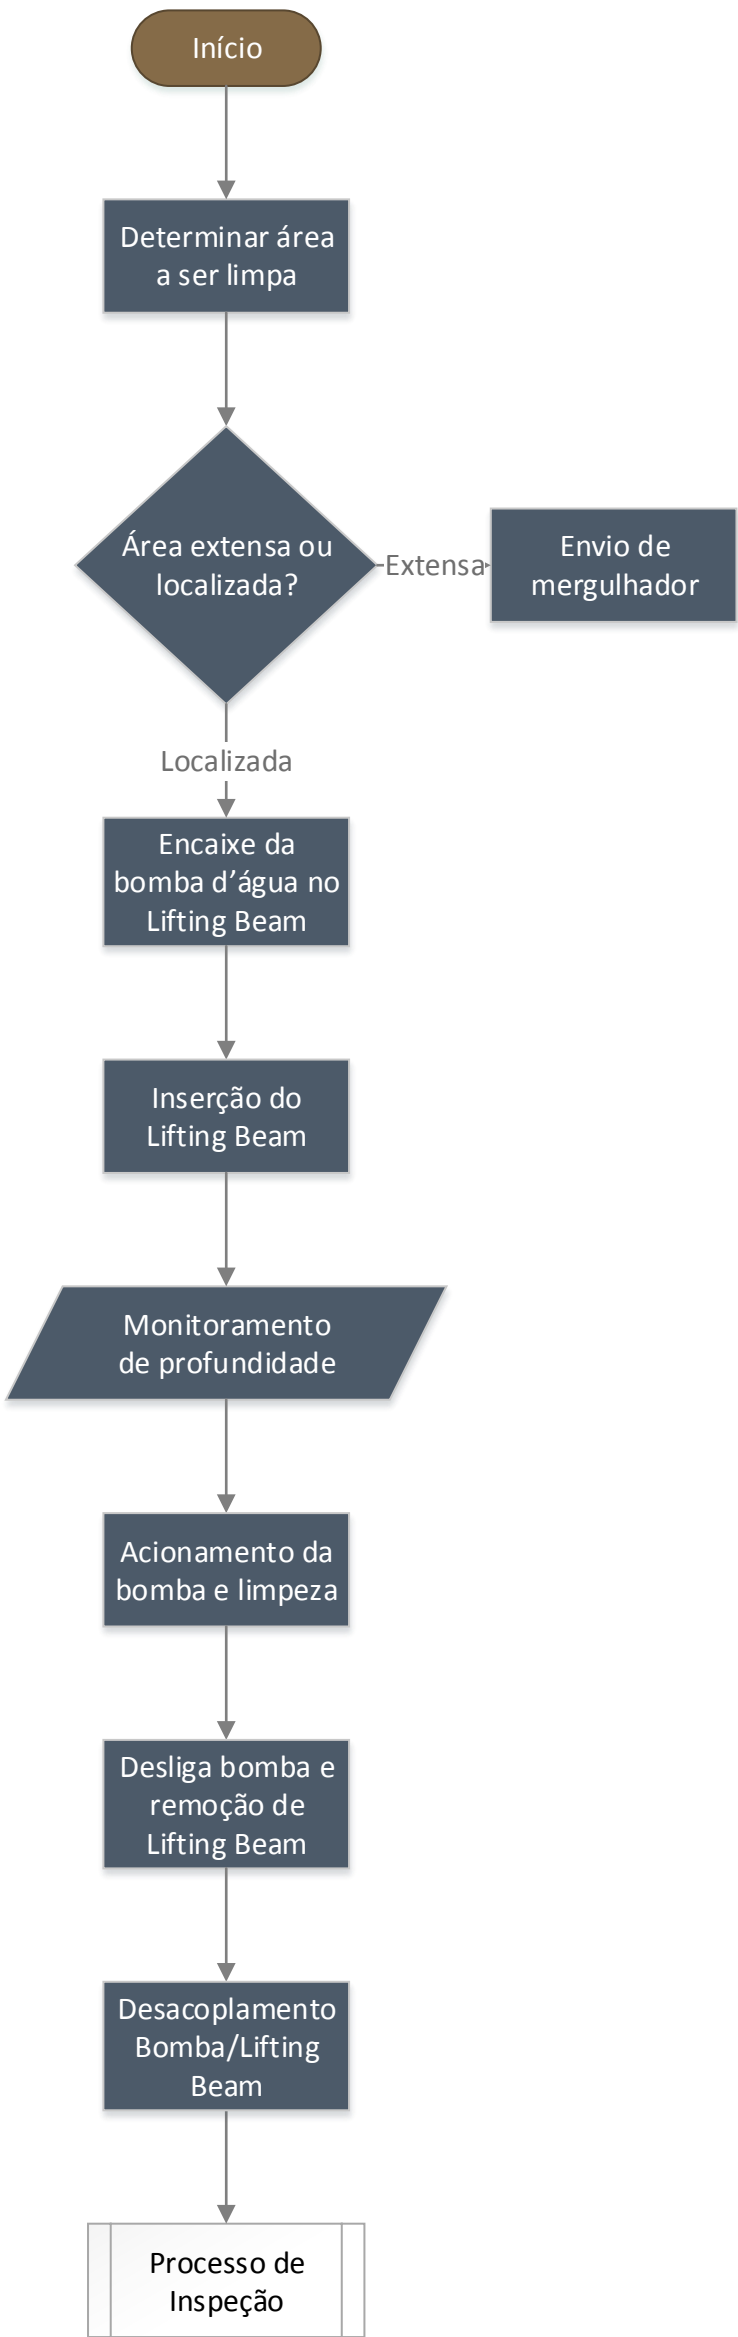 Início
Determinar área
a ser limpa
Área extensa ou
localizada?
Extensa
Envio de
mergulhador
Localizada
Encaixe da
bomba d’água no
Lifting Beam
Inserção do
Lifting Beam
Monitoramento
de profundidade
Acionamento da
bomba e limpeza
Desliga bomba e
remoção de
Lifting Beam
Desacoplamento
Bomba/Lifting
Beam
Processo de
Inspeção